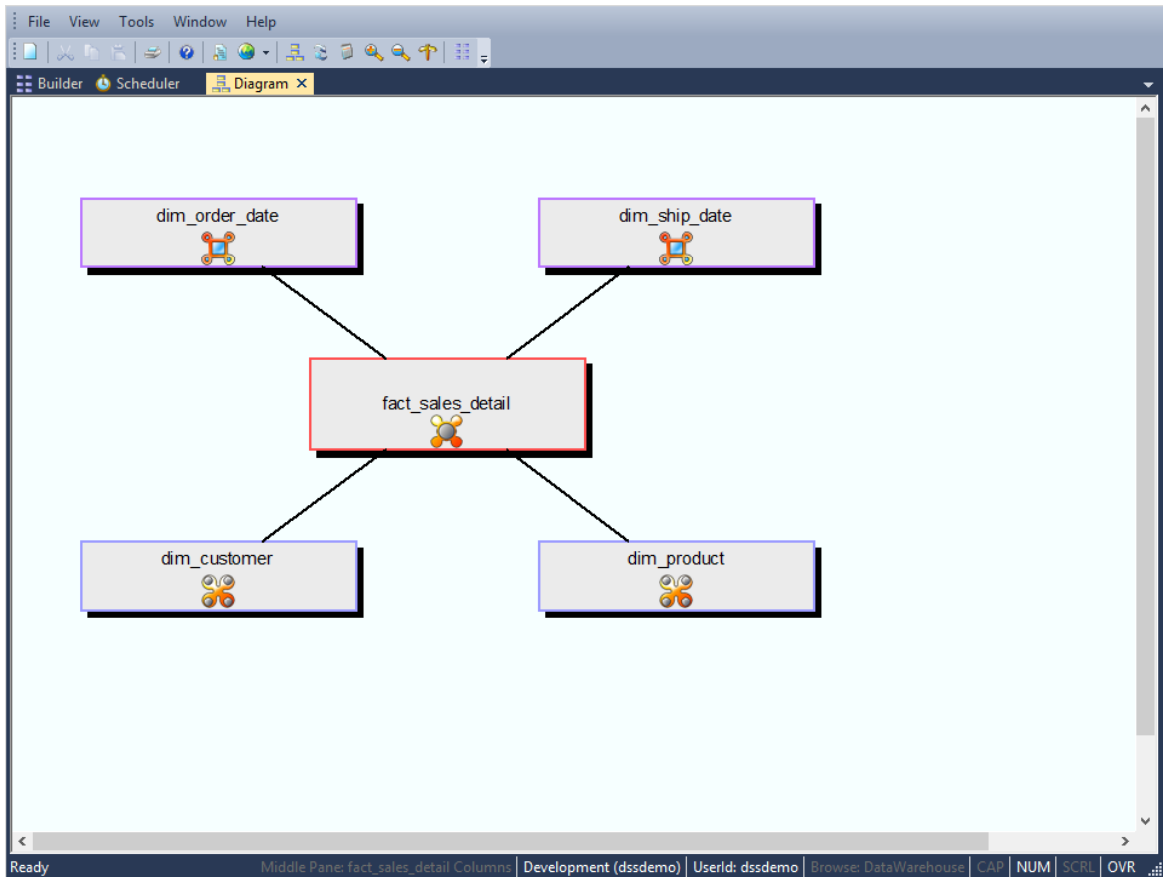 File View Tools Window Help
Builder Scheduler Diagram
dim_order_date dim_ship_date
fact_sales_detail
dim_customer dim_product
Ready Middle Pane: fact_sales_detail Columns Development (dssdemo) UserId: dssdemo Browse: DataWarehouse CAP NUM SCRL OVR